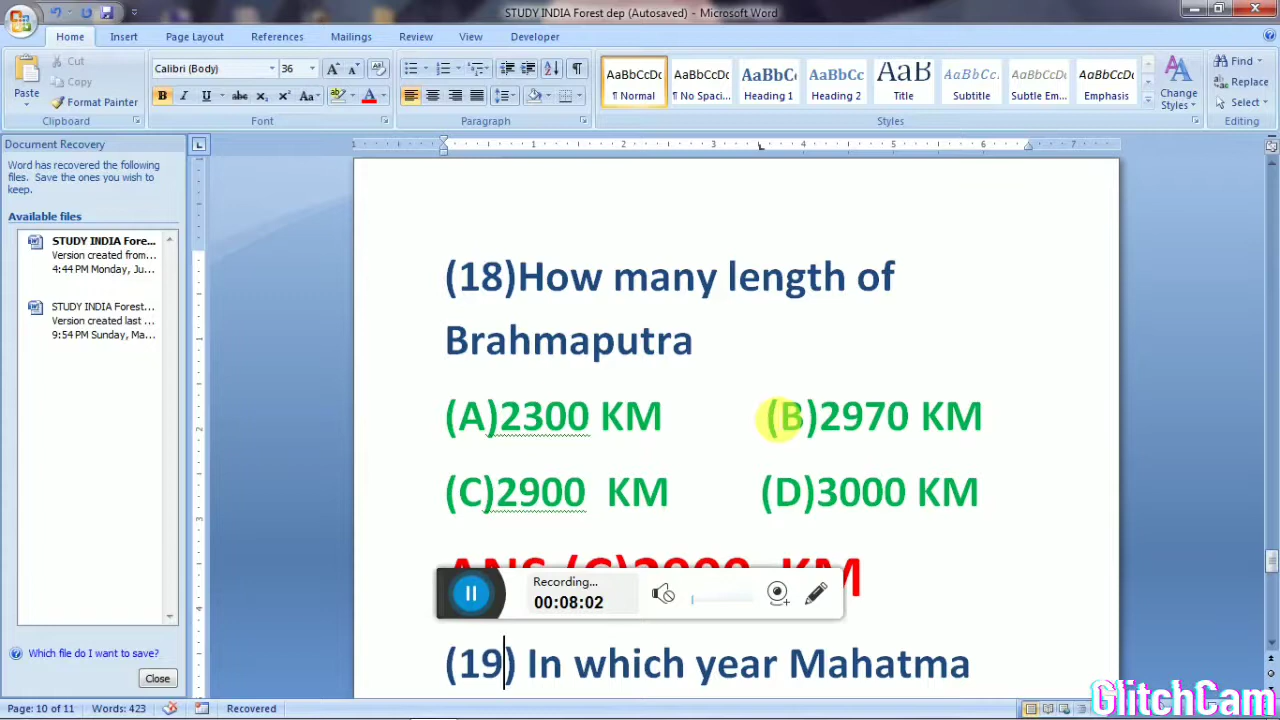 STUDY INDIA Forest dep (Autosaved) - Microsoft Word
Home Insert Page Layout References Mailings Review View Developer
Paste
Cut
Copy
Format Painter
Clipboard
Calibri (Body) 36
Font
Paragraph
AaBbCcDc AaBbCcDc AaBbC AaBbCc AaB AaBbCc. AaBbCcDc AaBbCcDc
¶ Normal ¶ No Spaci... Heading 1 Heading 2 Title Subtitle Subtle Em... Emphasis
Styles
Change
Styles
Find
Replace
Select
Editing
Document Recovery
Word has recovered the following
files. Save the ones you wish to
keep.
Available files
STUDY INDIA Fore...
Version created from...
4:44 PM Monday, Ju...
STUDY INDIA Forest...
Version created last ...
9:54 PM Sunday, Ma...
Which file do I want to save?
Close
(18)How many length of
Brahmaputra
(A)2300 KM (B)2970 KM
(C)2900 KM (D)3000 KM
ANS (C)2900 KM
Recording...
00:08:02
(19) In which year Mahatma
Page: 10 of 11 Words: 423 Recovered
GlitchCam